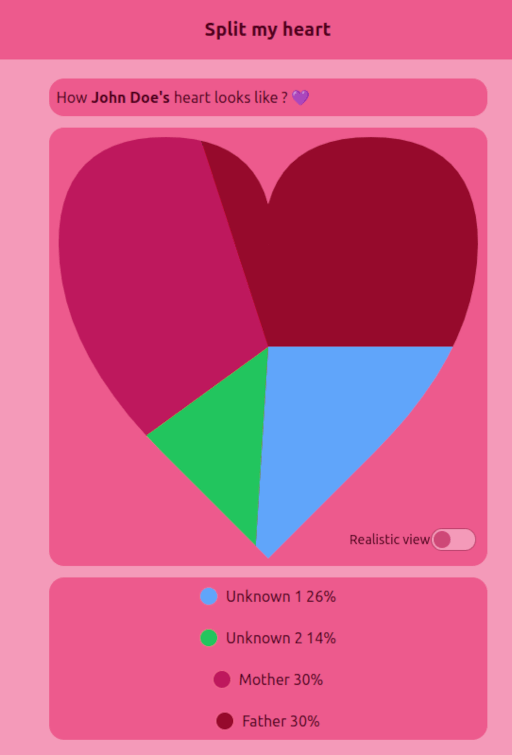 Split my heart
How John Doe's heart looks like ? 💜
Realistic view
Unknown 1 26%
Unknown 2 14%
Mother 30%
Father 30%